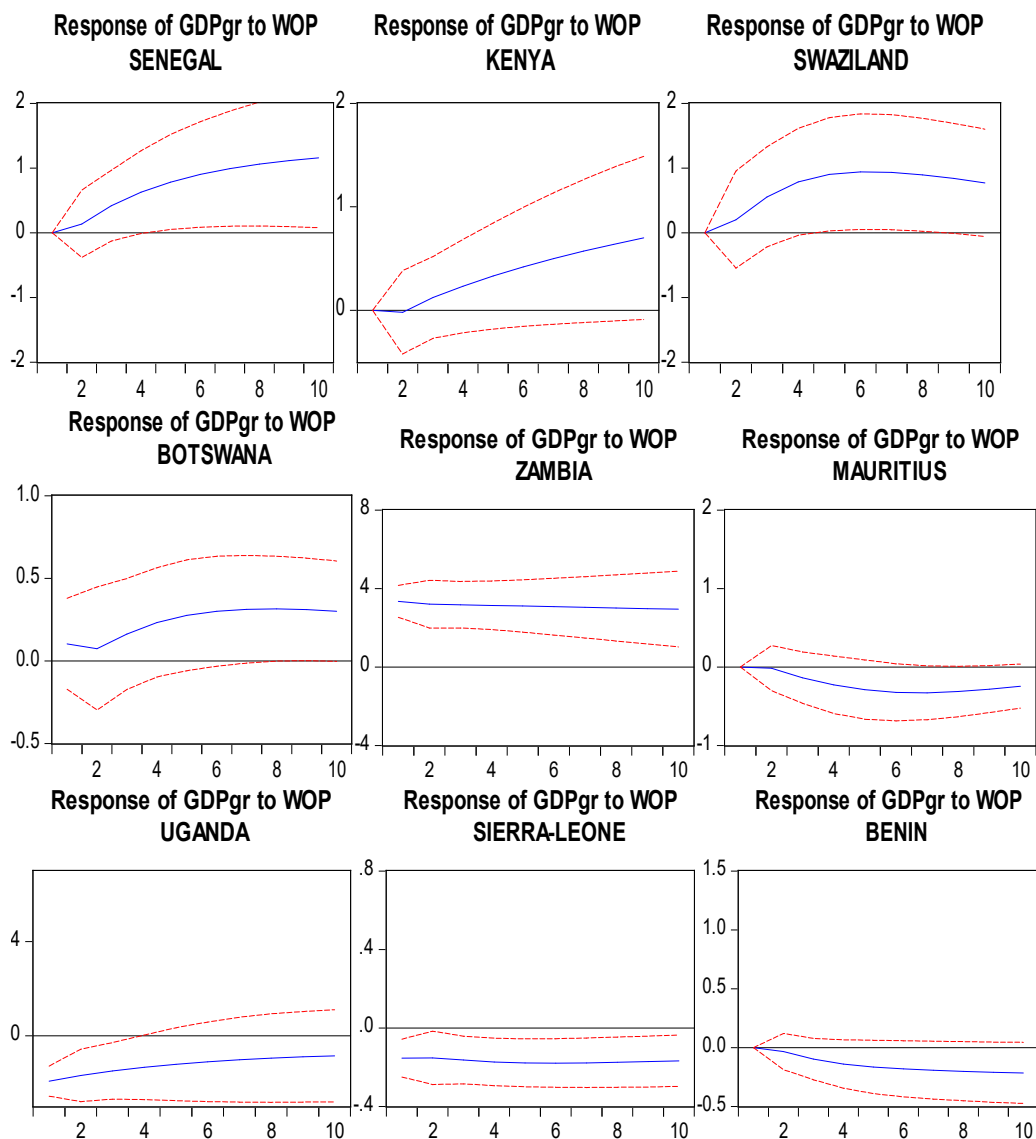 Response of GDPgr to WOP
SENEGAL
2
1
0
-1
-2
2 4 6 8 10
Response of GDPgr to WOP
KENYA
2
1
0
2 4 6 8 10
Response of GDPgr to WOP
SWAZILAND
2
1
0
-1
-2
2 4 6 8 10
Response of GDPgr to WOP
BOTSWANA
1.0
0.5
0.0
-0.5
2 4 6 8 10
Response of GDPgr to WOP
ZAMBIA
8
4
0
-4
2 4 6 8 10
Response of GDPgr to WOP
MAURITIUS
2
1
0
-1
2 4 6 8 10
Response of GDPgr to WOP
UGANDA
4
0
2 4 6 8 10
Response of GDPgr to WOP
SIERRA-LEONE
.8
.4
.0
-.4
2 4 6 8 10
Response of GDPgr to WOP
BENIN
1.5
1.0
0.5
0.0
-0.5
2 4 6 8 10